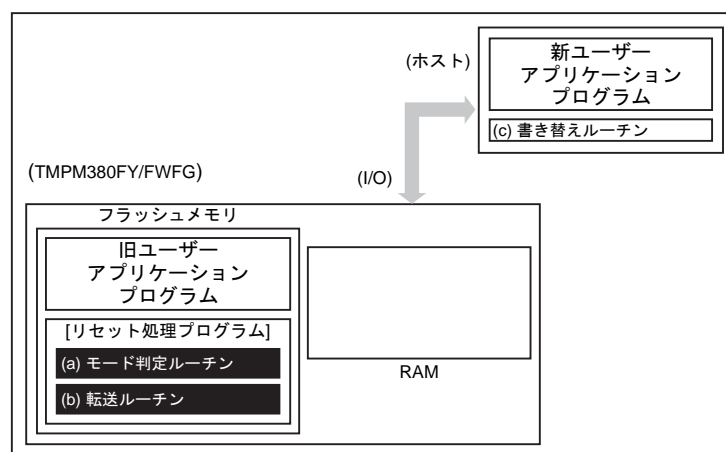 (ホスト)
新ユーザー
アプリケーション
プログラム
(c) 書き替えルーチン
(TMPM380FY/FWFG)
(I/O)
フラッシュメモリ
旧ユーザー
アプリケーション
プログラム
[リセット処理プログラム]
(a) モード判定ルーチン
(b) 転送ルーチン
RAM